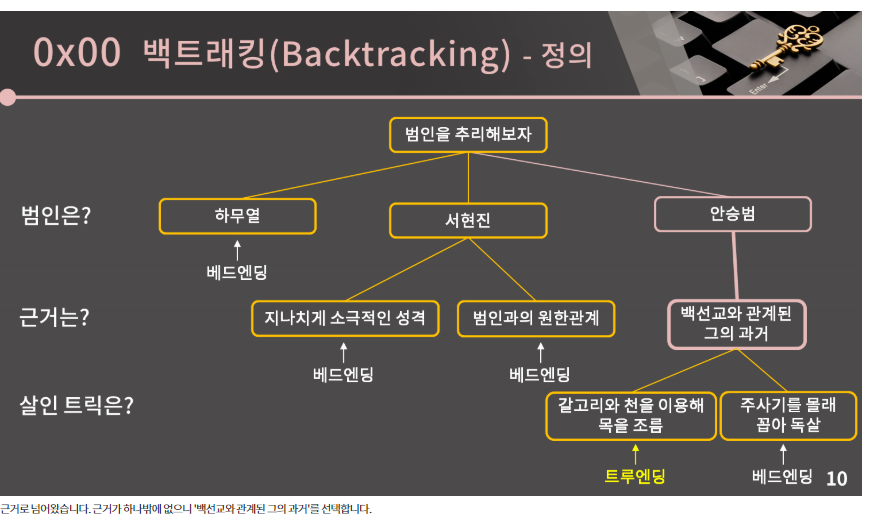 0x00 백트래킹(Backtracking) - 정의
Enter
범인을 추리해보자
범인은?
하무열
서현진
안승범
베드엔딩
근거는?
지나치게 소극적인 성격
범인과의 원한관계
백선교와 관계된
그의 과거
베드엔딩
베드엔딩
살인 트릭은?
갈고리와 천을 이용해
목을 조름
주사기를 몰래
꼽아 독살
트루엔딩
베드엔딩
10
근거로 넘어왔습니다. 근거가 하나밖에 없으니 '백선교와 관계된 그의 과거'를 선택합니다.